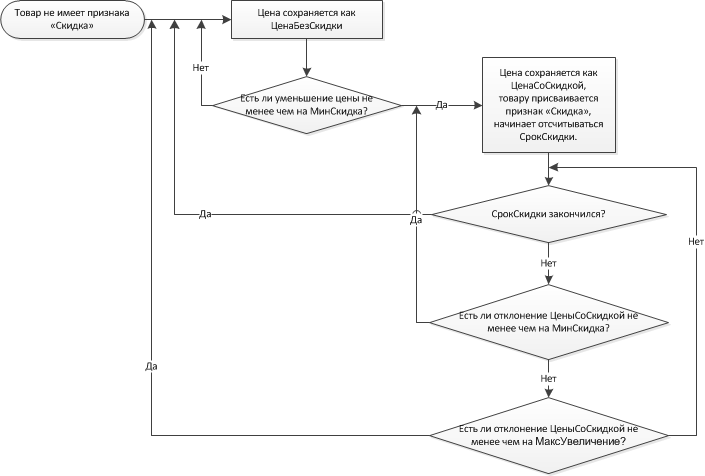 Товар не имеет признака
«Скидка»
Цена сохраняется как
ЦенаБезСкидки
Нет
Есть ли уменьшение цены не
менее чем на МинСкидка?
Да
Цена сохраняется как
ЦенаСоСкидкой,
товару присваивается
признак «Скидка»,
начинает отсчитываться
СрокСкидки.
Да
Да
СрокСкидки закончился?
Нет
Нет
Есть ли отклонение ЦеныСоСкидкой не
менее чем на МинСкидка?
Нет
Да
Есть ли отклонение ЦеныСоСкидкой не
менее чем на МаксУвеличение?